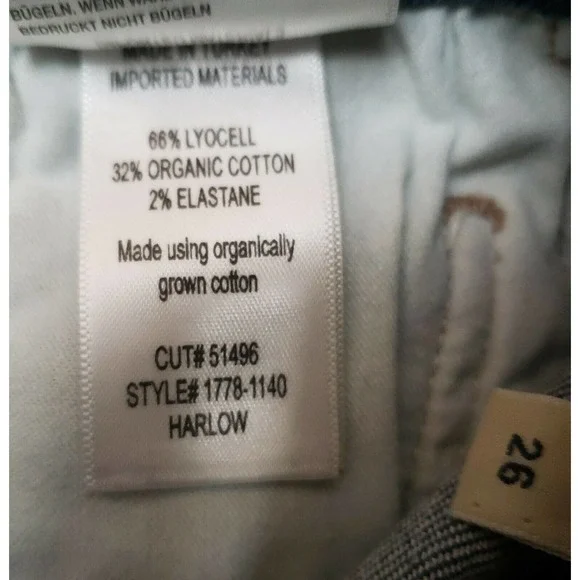 BÜGELN. WENN
BEDRUCKT NICHT BÜGELN
MADE IN TURKEY
IMPORTED MATERIALS
66% LYOCELL
32% ORGANIC COTTON
2% ELASTANE
Made using organically
grown cotton
CUT# 51496
STYLE# 1778-1140
HARLOW
26